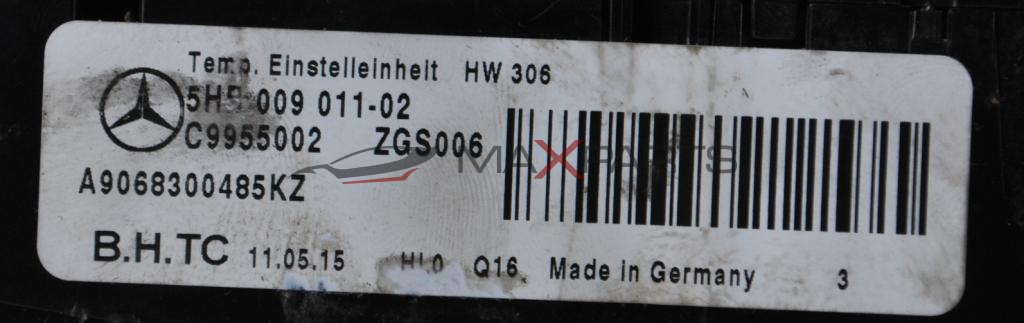 Temp. Einstelleinheit HW 306
009 011-02
C9955002 ZGS006
MAXPARTS
A9068300485KZ
B.H.TC 11.05.15 HL0 Q16 Made in Germany 3